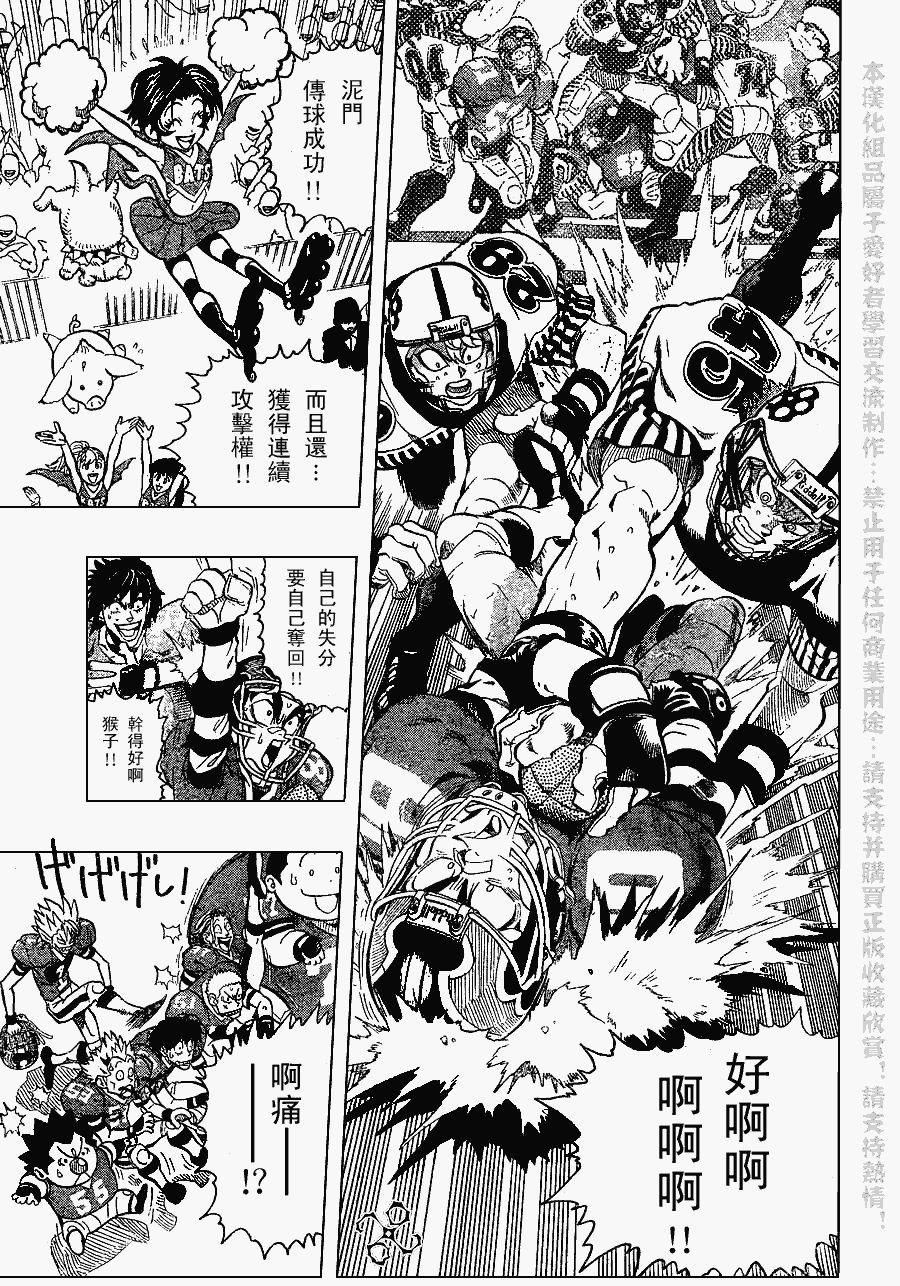 好啊啊
啊啊啊!!
泥門
傳球成功!!
BATS
而且還…
獲得連續
攻擊權!!
自己的失分
要自己奪回!!
幹得好啊
猴子!!
げげげし!
啊痛——
——!?
55
本漢化組品屬于愛好者學習交流制作…禁止用于任何商業用途…請支持并購買正版收藏欣賞!請支持熱情!